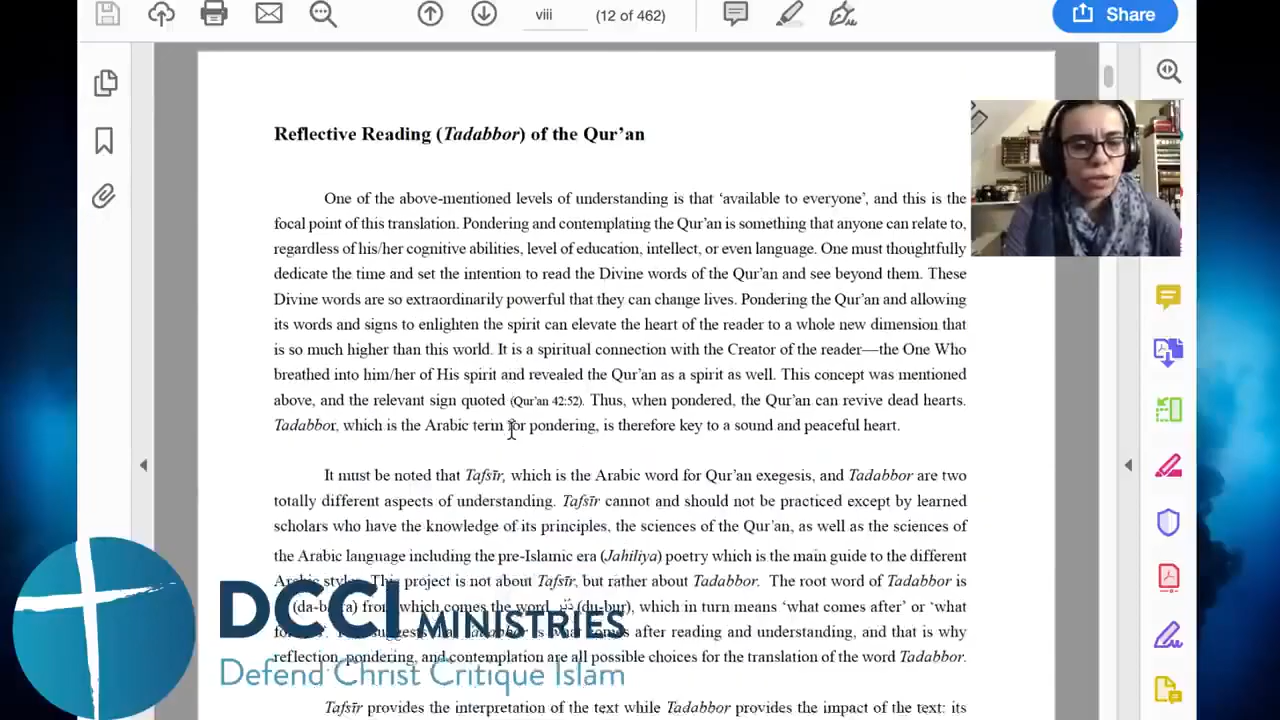 viii
(12 of 462)
Share
Reflective Reading (Tadabbor) of the Qur’an
One of the above-mentioned levels of understanding is that ‘available to everyone’, and this is the
focal point of this translation. Pondering and contemplating the Qur’an is something that anyone can relate to,
regardless of his/her cognitive abilities, level of education, intellect, or even language. One must thoughtfully
dedicate the time and set the intention to read the Divine words of the Qur’an and see beyond them. These
Divine words are so extraordinarily powerful that they can change lives. Pondering the Qur’an and allowing
its words and signs to enlighten the spirit can elevate the heart of the reader to a whole new dimension that
is so much higher than this world. It is a spiritual connection with the Creator of the reader—the One Who
breathed into him/her of His spirit and revealed the Qur’an as a spirit as well. This concept was mentioned
above, and the relevant sign quoted (Qur’an 42:52). Thus, when pondered, the Qur’an can revive dead hearts.
Tadabbor, which is the Arabic term for pondering, is therefore key to a sound and peaceful heart.
It must be noted that Tafsīr, which is the Arabic word for Qur’an exegesis, and Tadabbor are two
totally different aspects of understanding. Tafsīr cannot and should not be practiced except by learned
scholars who have the knowledge of its principles, the sciences of the Qur’an, as well as the sciences of
the Arabic language including the pre-Islamic era (Jahiliya) poetry which is the main guide to the different
Arabic styles. This project is not about Tafsīr, but rather about Tadabbor. The root word of Tadabbor is
from which comes the word (du-bur), which in turn means ‘what comes after’ or ‘what
is what comes after reading and understanding, and that is why
reflection, pondering, and contemplation are all possible choices for the translation of the word Tadabbor.
Tafsīr provides the interpretation of the text while Tadabbor provides the impact of the text: its
DCCI MINISTRIES
Defend Christ Critique Islam